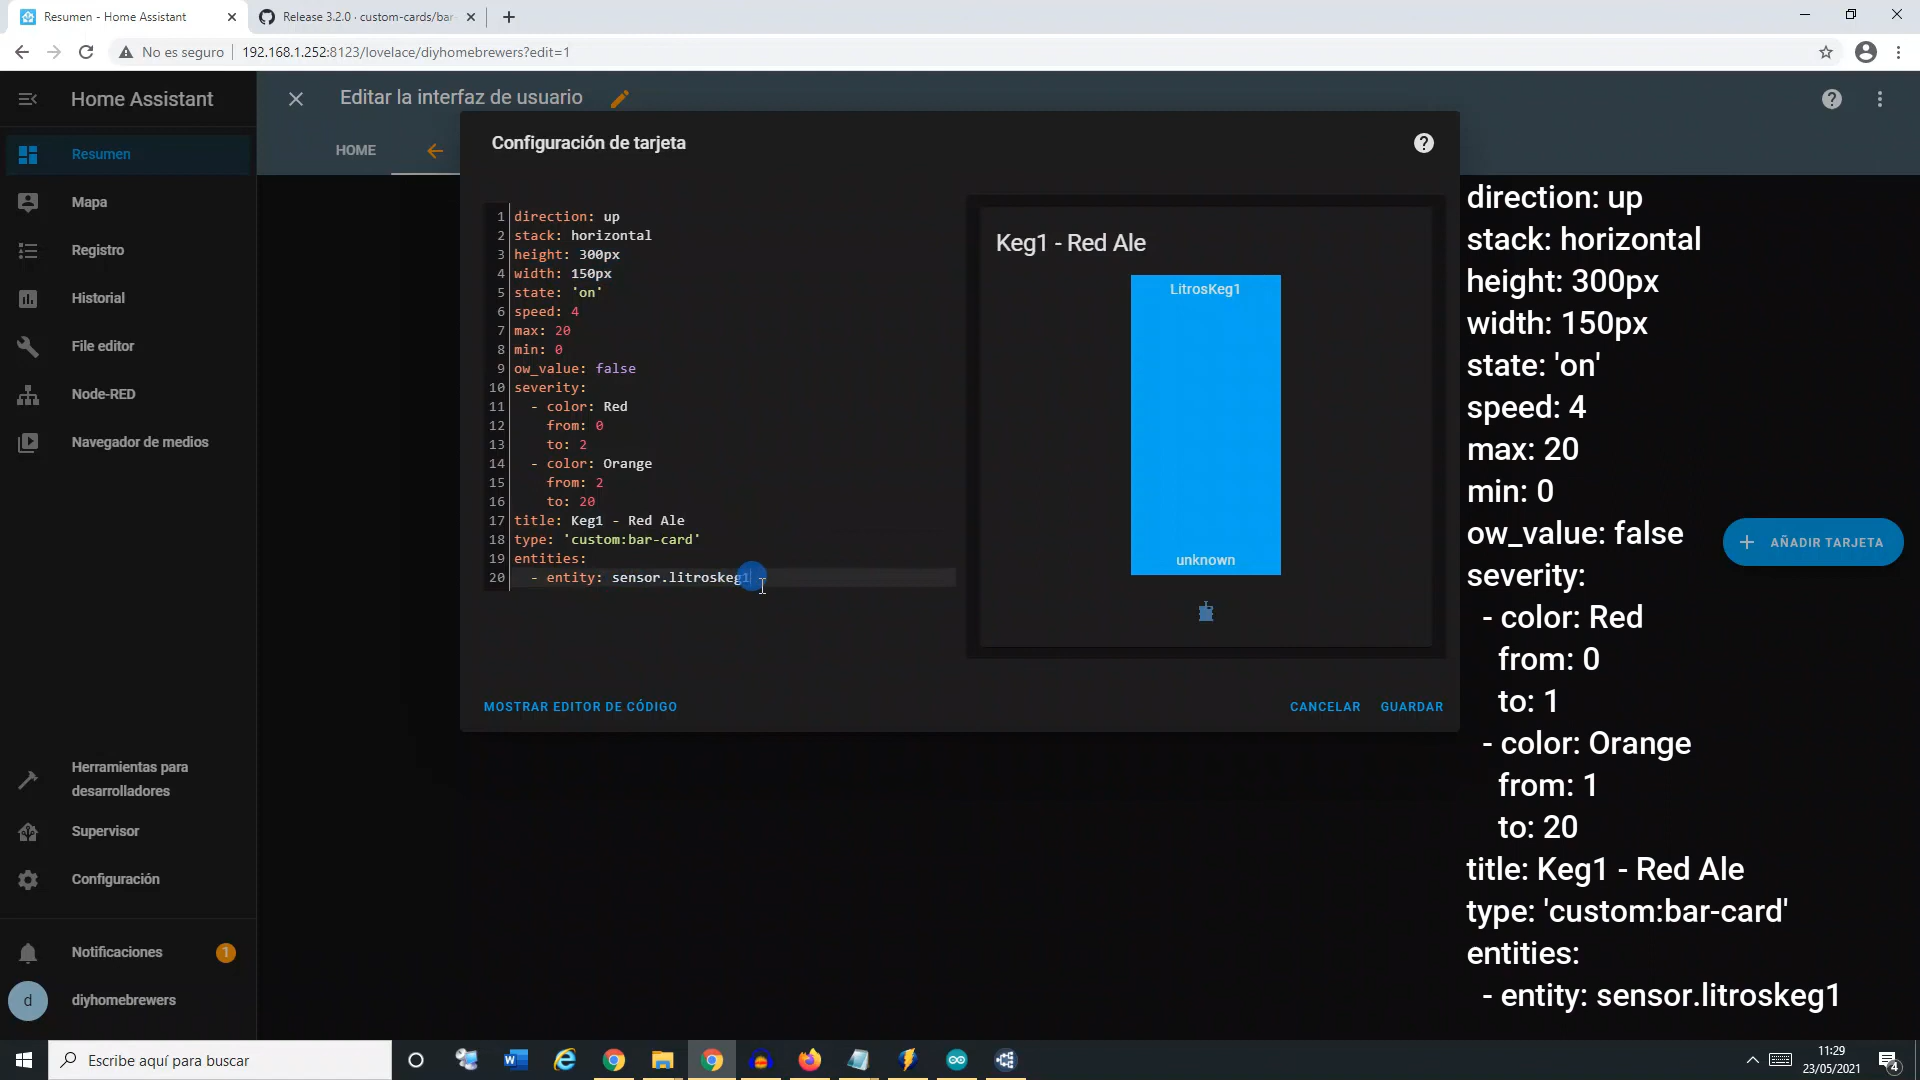 Resumen - Home Assistant
Release 3.2.0 · custom-cards/bar-
No es seguro
192.168.1.252:8123/lovelace/diyhomebrewers?edit=1
Home Assistant
Editar la interfaz de usuario
HOME
Resumen
Mapa
Registro
Historial
File editor
Node-RED
Navegador de medios
Herramientas para
desarrolladores
Supervisor
Configuración
Notificaciones
1
d
diyhomebrewers
Configuración de tarjeta
1 direction: up
2 stack: horizontal
3 height: 300px
4 width: 150px
5 state: 'on'
6 speed: 4
7 max: 20
8 min: 0
9 ow_value: false
10 severity:
11 - color: Red
12 from: 0
13 to: 2
14 - color: Orange
15 from: 2
16 to: 20
17 title: Keg1 - Red Ale
18 type: 'custom:bar-card'
19 entities:
20 - entity: sensor.litroskeg1
Keg1 - Red Ale
LitrosKeg1
unknown
MOSTRAR EDITOR DE CÓDIGO
CANCELAR
GUARDAR
direction: up
stack: horizontal
height: 300px
width: 150px
state: 'on'
speed: 4
max: 20
min: 0
ow_value: false
severity:
- color: Red
from: 0
to: 1
- color: Orange
from: 1
to: 20
title: Keg1 - Red Ale
type: 'custom:bar-card'
entities:
- entity: sensor.litroskeg1
+ AÑADIR TARJETA
Escribe aquí para buscar
11:29
23/05/2021
4